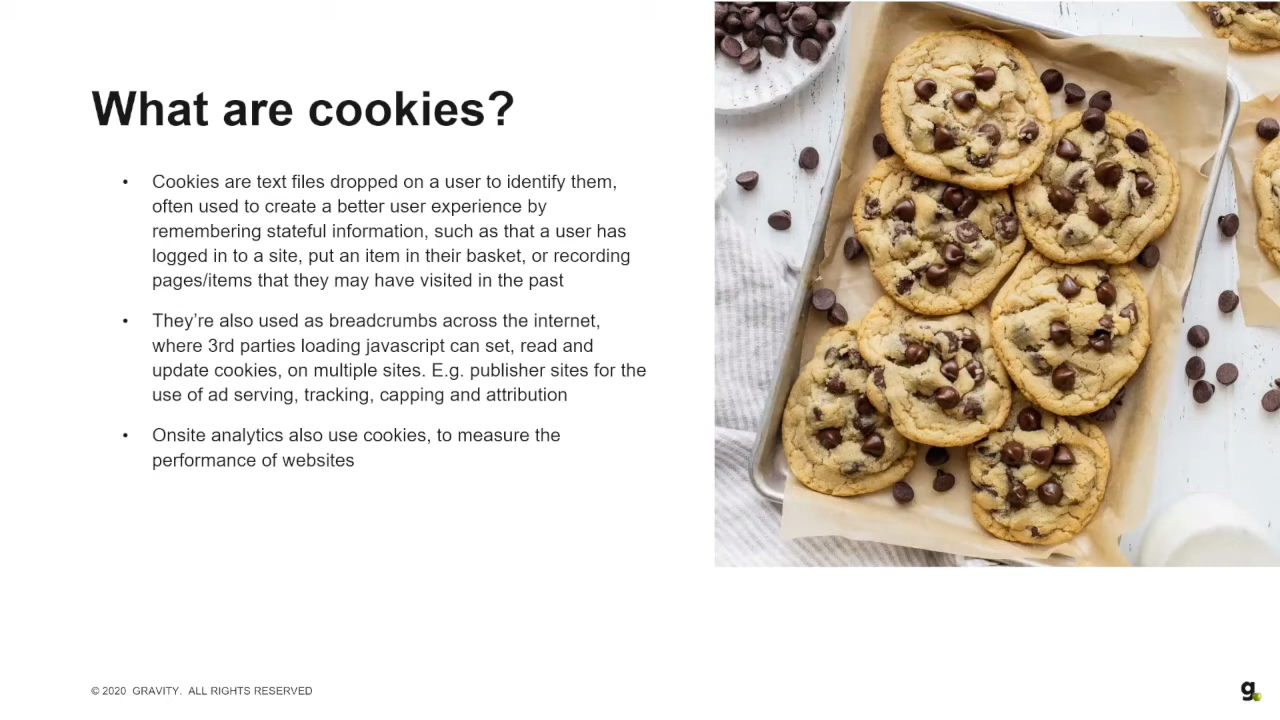 What are cookies?
• Cookies are text files dropped on a user to identify them,
often used to create a better user experience by
remembering stateful information, such as that a user has
logged in to a site, put an item in their basket, or recording
pages/items that they may have visited in the past
• They’re also used as breadcrumbs across the internet,
where 3rd parties loading javascript can set, read and
update cookies, on multiple sites. E.g. publisher sites for the
use of ad serving, tracking, capping and attribution
• Onsite analytics also use cookies, to measure the
performance of websites
© 2020 GRAVITY. ALL RIGHTS RESERVED
g